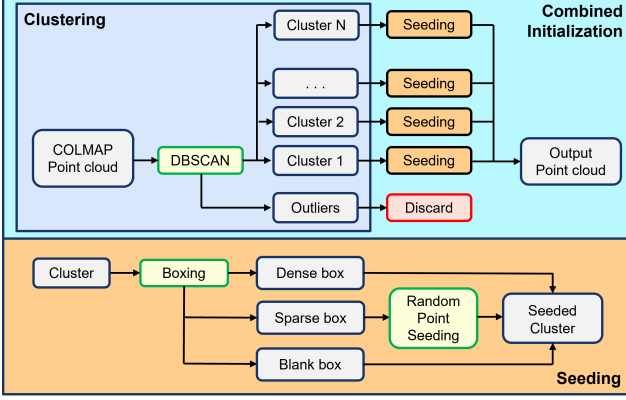 Clustering
Combined
Initialization
Cluster N
Seeding
. . .
Seeding
Cluster 2
Seeding
COLMAP
Point cloud
DBSCAN
Cluster 1
Seeding
Output
Point cloud
Outliers
Discard
Cluster
Boxing
Dense box
Sparse box
Random
Point
Seeding
Seeded
Cluster
Blank box
Seeding